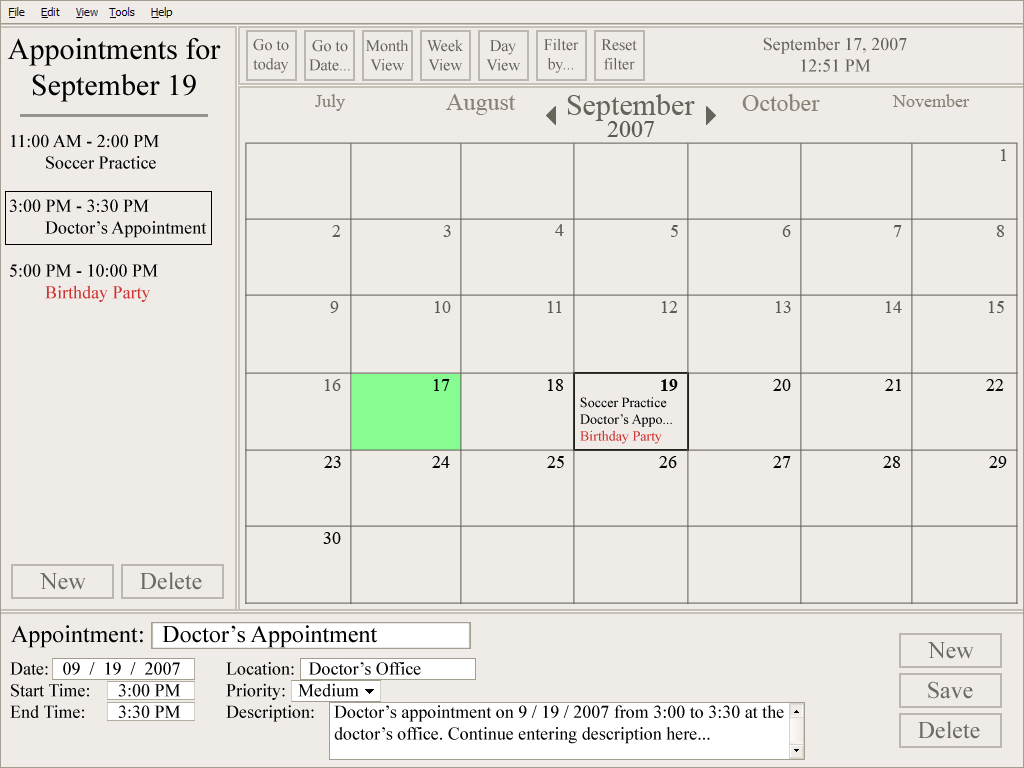 File Edit View Tools Help
Appointments for
September 19
11:00 AM - 2:00 PM
Soccer Practice
3:00 PM - 3:30 PM
Doctor's Appointment
5:00 PM - 10:00 PM
Birthday Party
New Delete
Go to today
Go to Date...
Month View
Week View
Day View
Filter by...
Reset filter
September 17, 2007
12:51 PM
July August September October November
2007
1
2 3 4 5 6 7 8
9 10 11 12 13 14 15
16 17 18 19 20 21 22
Soccer Practice
Doctor's Appo...
Birthday Party
23 24 25 26 27 28 29
30
Appointment: Doctor's Appointment
Date: 09 / 19 / 2007
Start Time: 3:00 PM
End Time: 3:30 PM
Location: Doctor's Office
Priority: Medium
Description: Doctor's appointment on 9 / 19 / 2007 from 3:00 to 3:30 at the
doctor's office. Continue entering description here...
New
Save
Delete